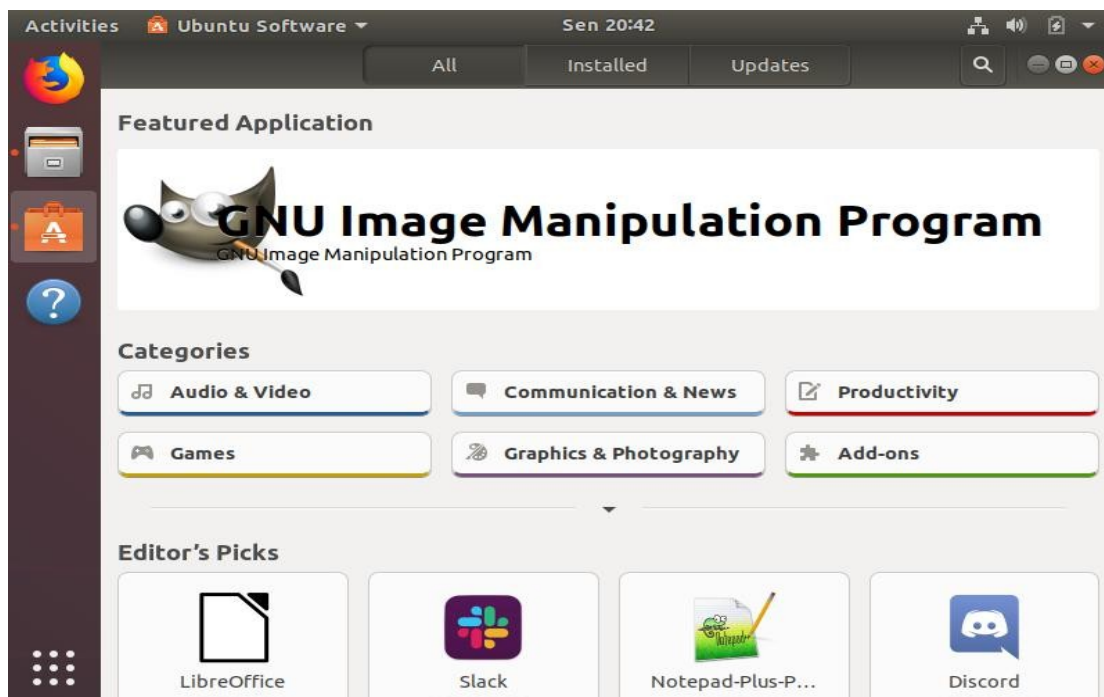 Activities Ubuntu Software Sen 20:42
All Installed Updates
Featured Application
GNU Image Manipulation Program
GNU Image Manipulation Program
Categories
Audio & Video Communication & News Productivity
Games Graphics & Photography Add-ons
Editor's Picks
LibreOffice Slack Notepad-Plus-P... Discord